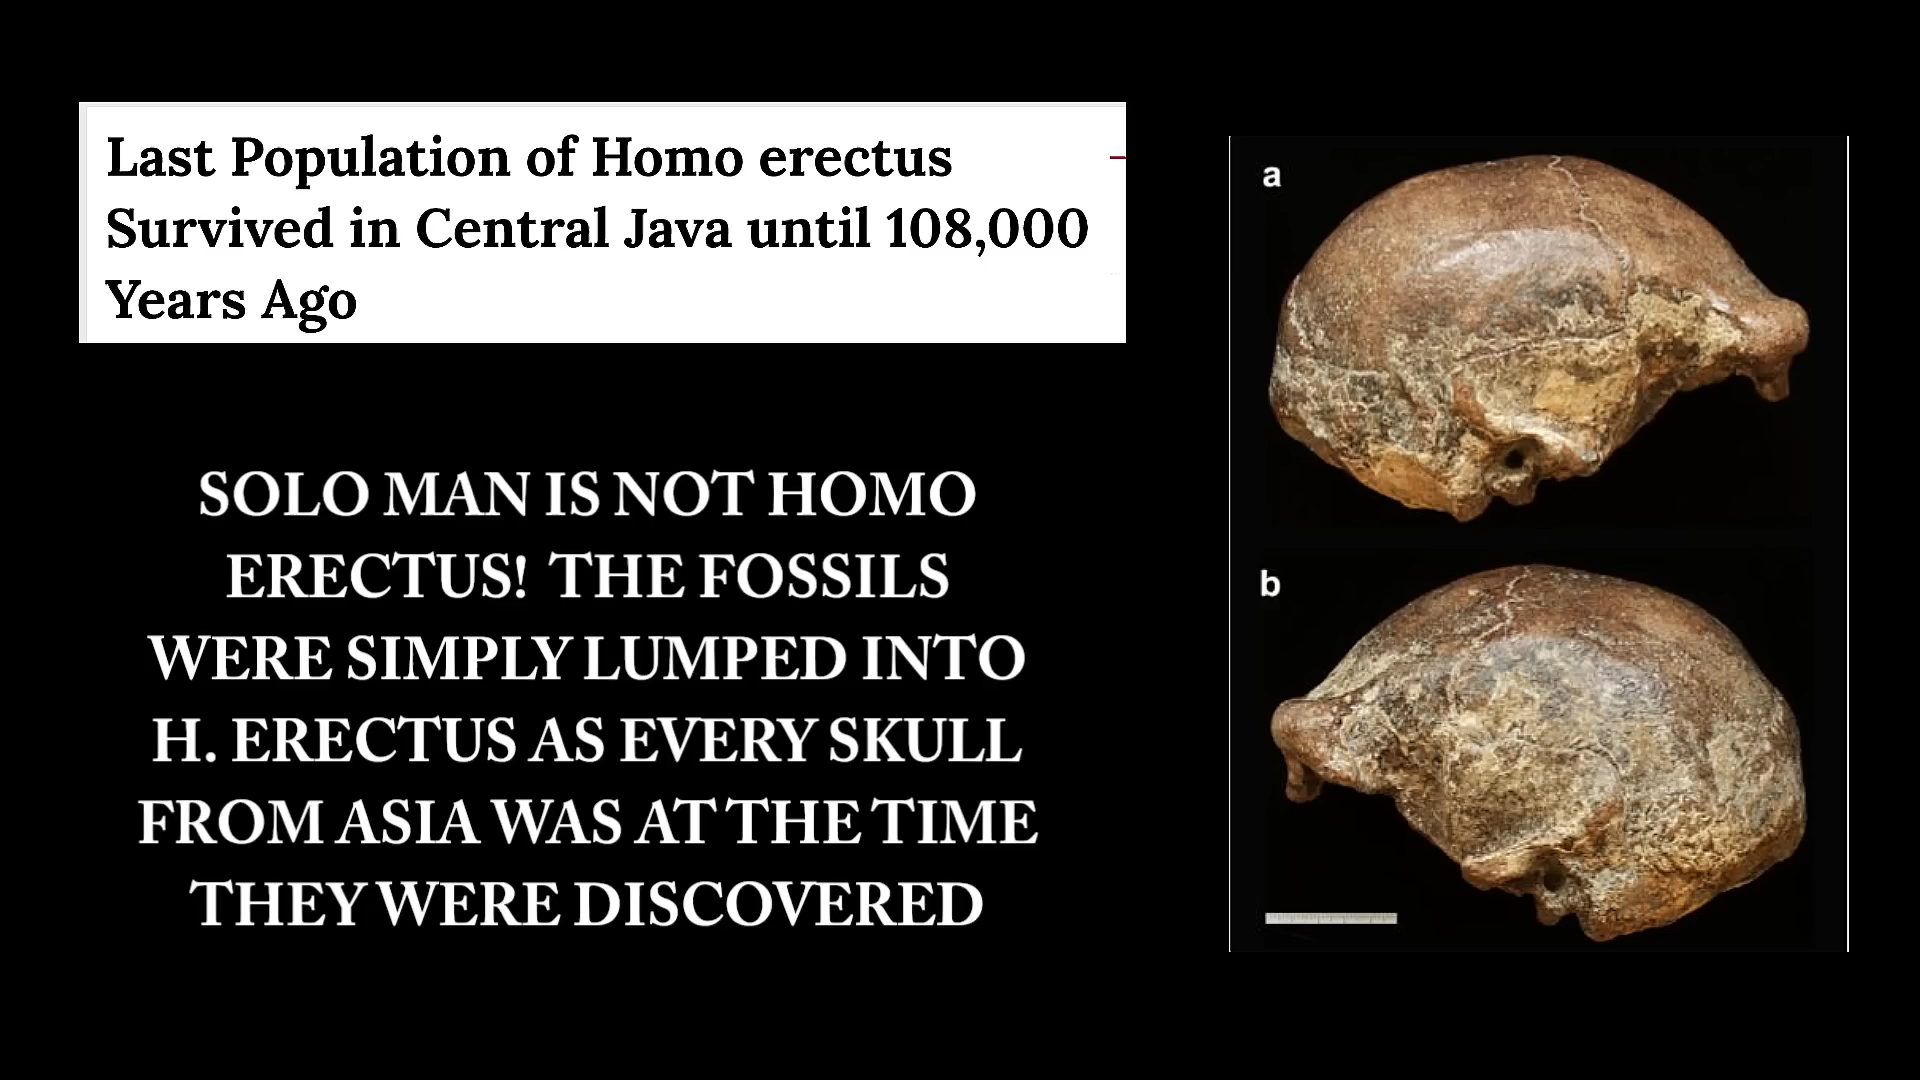 Last Population of Homo erectus
Survived in Central Java until 108,000
Years Ago
SOLO MAN IS NOT HOMO
ERECTUS! THE FOSSILS
WERE SIMPLY LUMPED INTO
H. ERECTUS AS EVERY SKULL
FROM ASIA WAS AT THE TIME
THEY WERE DISCOVERED
a
b